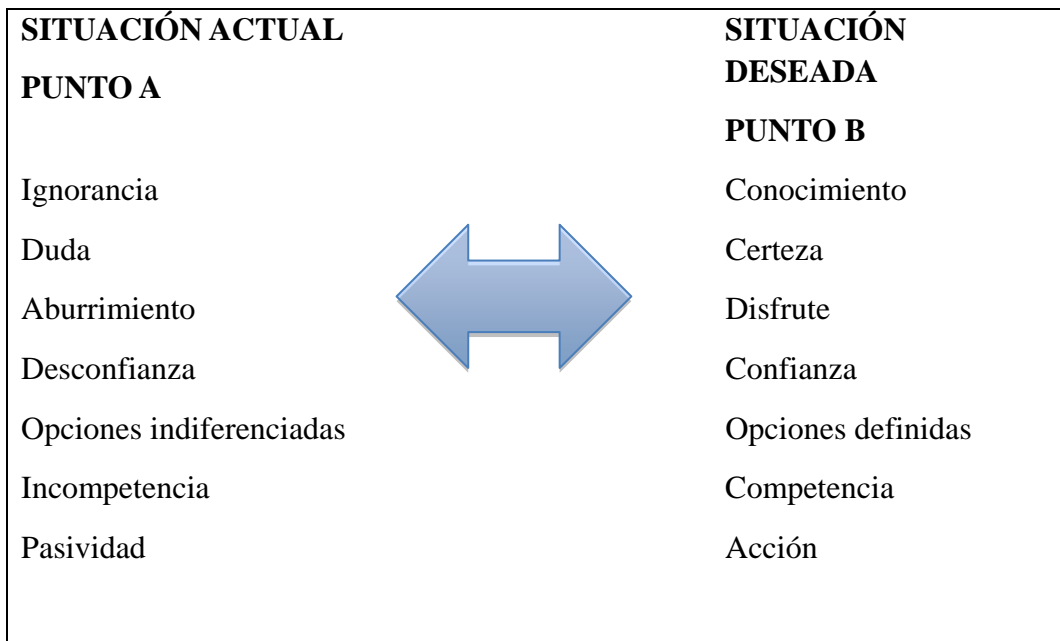 SITUACIÓN ACTUAL
PUNTO A
Ignorancia
Duda
Aburrimiento
Desconfianza
Opciones indiferenciadas
Incompetencia
Pasividad
SITUACIÓN
DESEADA
PUNTO B
Conocimiento
Certeza
Disfrute
Confianza
Opciones definidas
Competencia
Acción